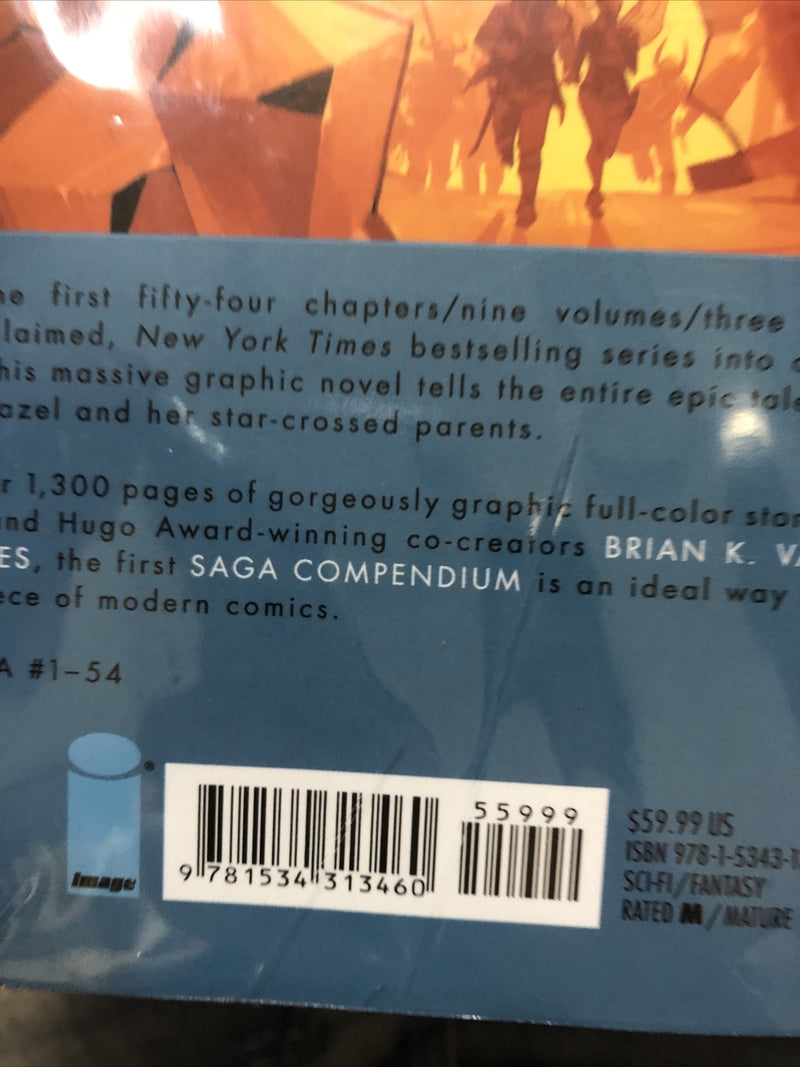 he first fifty-four chapters/nine volumes/three
laimed, New York Times bestselling series into
his massive graphic novel tells the entire epic tale
azel and her star-crossed parents.
r 1,300 pages of gorgeously graphic full-color stor
nd Hugo Award-winning co-creators BRIAN K. VA
ES, the first SAGA COMPENDIUM is an ideal way
ece of modern comics.
A #1–54
image®
55999
9 781534 313460
$59.99 US
ISBN 978-1-5343-1
SCI-FI/FANTASY
RATED M / MATURE